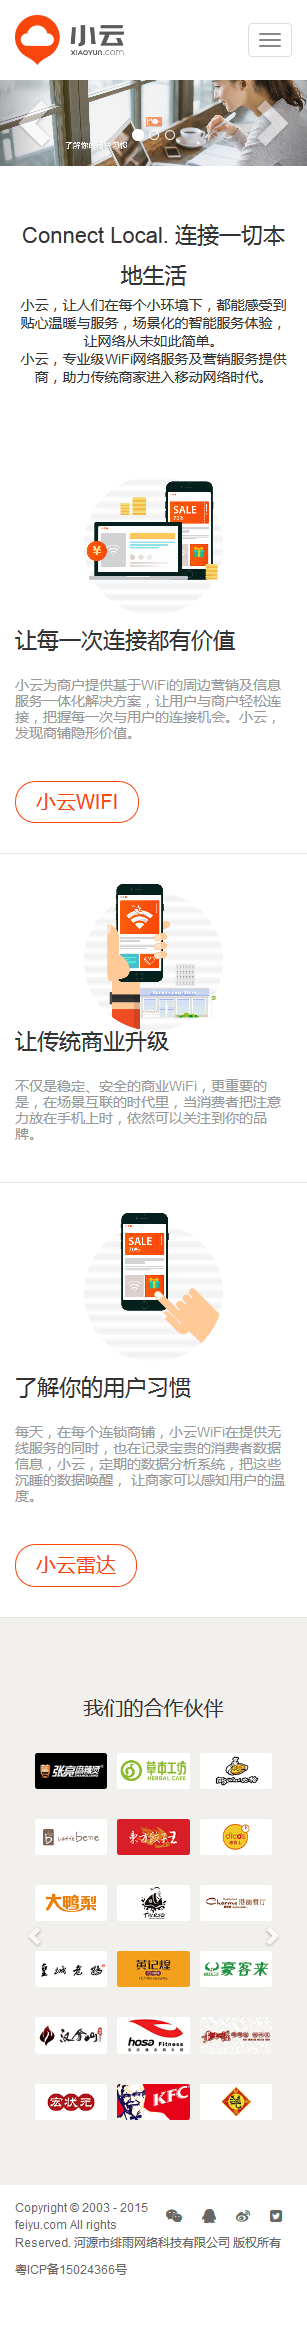 小云
XIAOYUN.COM
了解你的用户习惯
Connect Local. 连接一切本
地生活
小云，让人们在每个小环境下，都能感受到
贴心温暖与服务，场景化的智能服务体验，
让网络从未如此简单。
小云，专业级WiFi网络服务及营销服务提供
商，助力传统商家进入移动网络时代。
SALE
70%
¥
让每一次连接都有价值
小云为商户提供基于WiFi的周边营销及信息
服务一体化解决方案，让用户与商户轻松连
接，把握每一次与用户的连接机会。小云，
发现商铺隐形价值。
小云WIFI
让传统商业升级
不仅是稳定、安全的商业WiFi，更重要的
是，在场景互联的时代里，当消费者把注意
力放在手机上时，依然可以关注到你的品
牌。
SALE
70%
了解你的用户习惯
每天，在每个连锁商铺，小云WiFi在提供无
线服务的同时，也在记录宝贵的消费者数据
信息，小云，定期的数据分析系统，把这些
沉睡的数据唤醒， 让商家可以感知用户的温
度。
小云雷达
我们的合作伙伴
张亮麻辣烫
草本工坊
HERBAL CAFE
caffebene
东方饺子王
dicos
大鸭梨
Charme 港丽餐厅
皇城老妈
黄记煌
豪客来
汉拿山
hosa Fitness
宏状元
KFC
Copyright © 2003 - 2015
feiyu.com All rights
Reserved. 河源市绯雨网络科技有限公司 版权所有
粤ICP备15024366号